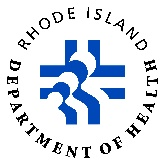 RHODE ISLAND
DEPARTMENT OF HEALTH